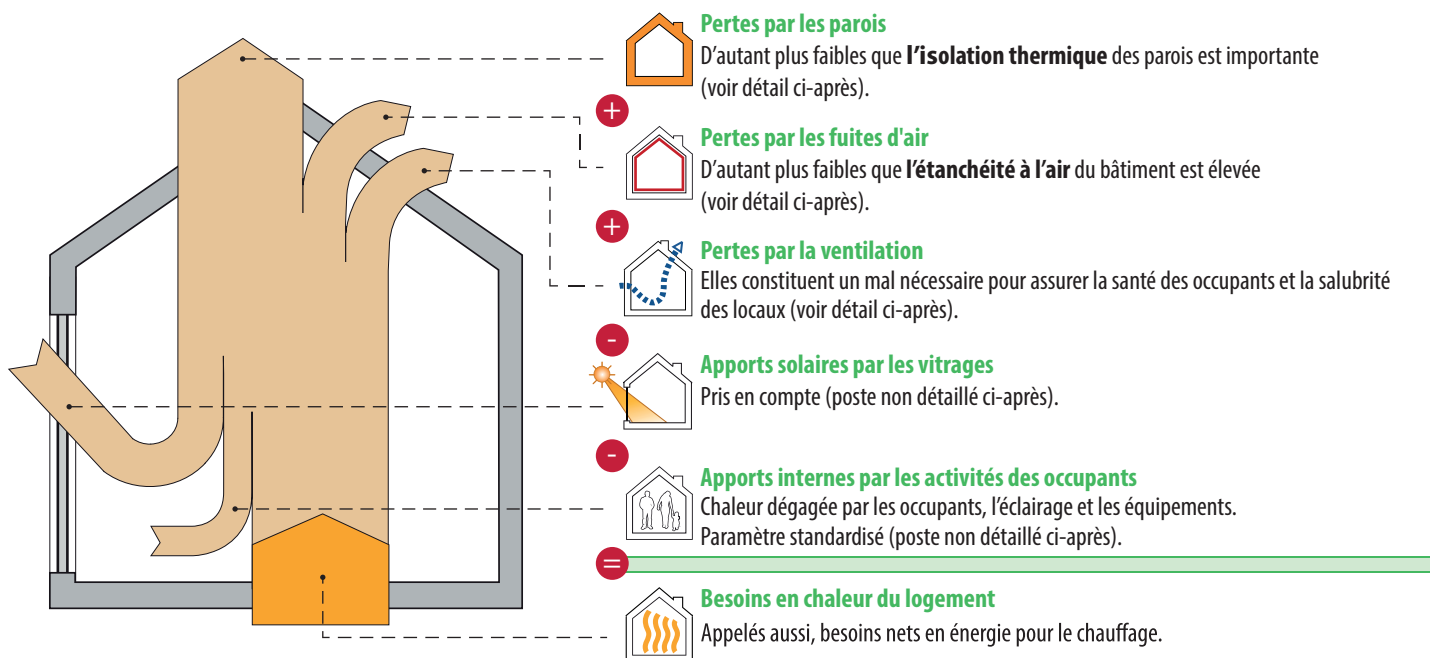 Pertes par les parois
D'autant plus faibles que l'isolation thermique des parois est importante
(voir détail ci-après).
+
Pertes par les fuites d'air
D'autant plus faibles que l'étanchéité à l'air du bâtiment est élevée
(voir détail ci-après).
+
Pertes par la ventilation
Elles constituent un mal nécessaire pour assurer la santé des occupants et la salubrité
des locaux (voir détail ci-après).
-
Apports solaires par les vitrages
Pris en compte (poste non détaillé ci-après).
-
Apports internes par les activités des occupants
Chaleur dégagée par les occupants, l'éclairage et les équipements.
Paramètre standardisé (poste non détaillé ci-après).
=
Besoins en chaleur du logement
Appelés aussi, besoins nets en énergie pour le chauffage.